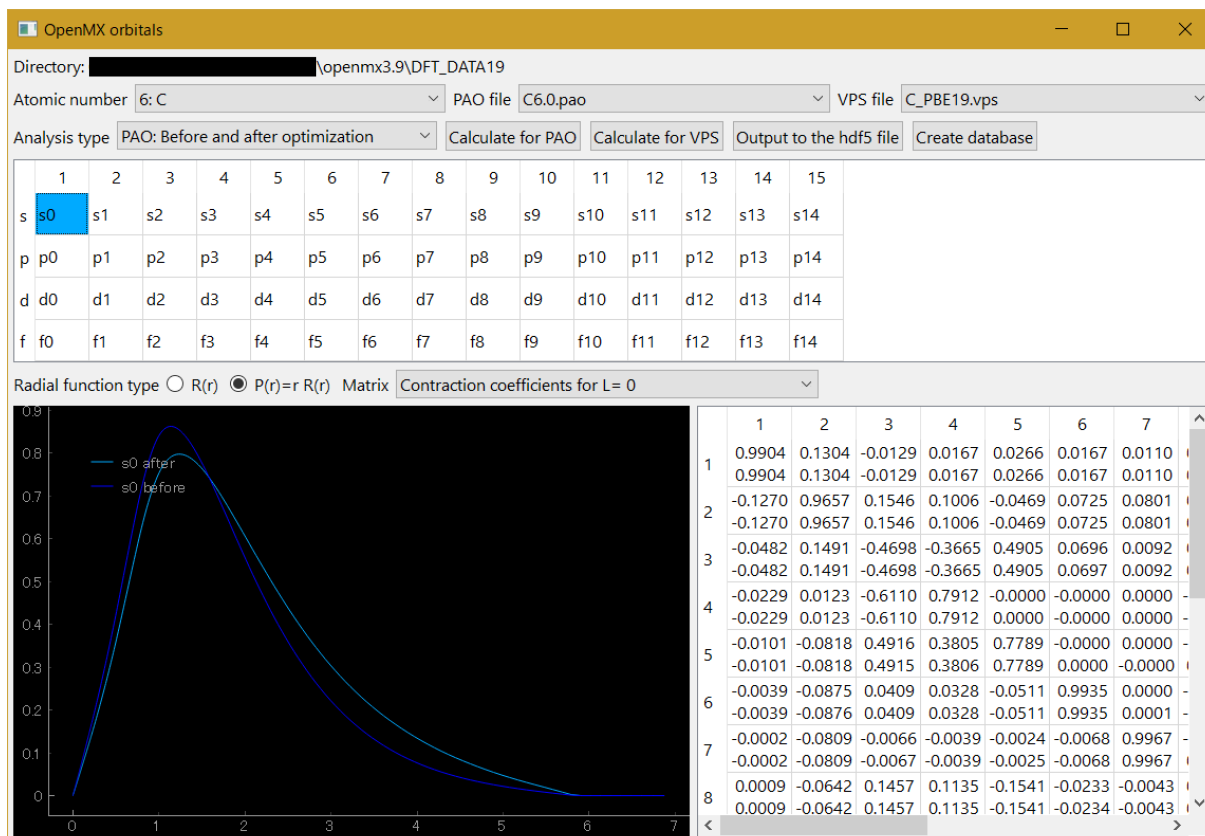 OpenMX orbitals
Directory: \openmx3.9\DFT_DATA19
Atomic number 6: C PAO file C6.0.pao VPS file C_PBE19.vps
Analysis type PAO: Before and after optimization Calculate for PAO Calculate for VPS Output to the hdf5 file Create database
1 2 3 4 5 6 7 8 9 10 11 12 13 14 15
s s0 s1 s2 s3 s4 s5 s6 s7 s8 s9 s10 s11 s12 s13 s14
p p0 p1 p2 p3 p4 p5 p6 p7 p8 p9 p10 p11 p12 p13 p14
d d0 d1 d2 d3 d4 d5 d6 d7 d8 d9 d10 d11 d12 d13 d14
f f0 f1 f2 f3 f4 f5 f6 f7 f8 f9 f10 f11 f12 f13 f14
Radial function type R(r) P(r)=r R(r) Matrix Contraction coefficients for L= 0
0.9
0.8
0.7
0.6
0.5
0.4
0.3
0.2
0.1
0
s0 after
s0 before
0 1 2 3 4 5 6 7
1 2 3 4 5 6 7
1
0.9904 0.1304 -0.0129 0.0167 0.0266 0.0167 0.0110
0.9904 0.1304 -0.0129 0.0167 0.0266 0.0167 0.0110
2
-0.1270 0.9657 0.1546 0.1006 -0.0469 0.0725 0.0801
-0.1270 0.9657 0.1546 0.1006 -0.0469 0.0725 0.0801
3
-0.0482 0.1491 -0.4698 -0.3665 0.4905 0.0696 0.0092
-0.0482 0.1491 -0.4698 -0.3665 0.4905 0.0697 0.0092
4
-0.0229 0.0123 -0.6110 0.7912 -0.0000 -0.0000 0.0000
-0.0229 0.0123 -0.6110 0.7912 0.0000 -0.0000 0.0000
5
-0.0101 -0.0818 0.4916 0.3805 0.7789 -0.0000 0.0000
-0.0101 -0.0818 0.4915 0.3806 0.7789 0.0000 -0.0000
6
-0.0039 -0.0875 0.0409 0.0328 -0.0511 0.9935 0.0000
-0.0039 -0.0876 0.0409 0.0328 -0.0511 0.9935 0.0001
7
-0.0002 -0.0809 -0.0066 -0.0039 -0.0024 -0.0068 0.9967
-0.0002 -0.0809 -0.0067 -0.0039 -0.0025 -0.0068 0.9967
8
0.0009 -0.0642 0.1457 0.1135 -0.1541 -0.0233 -0.0043
0.0009 -0.0642 0.1457 0.1135 -0.1541 -0.0234 -0.0043